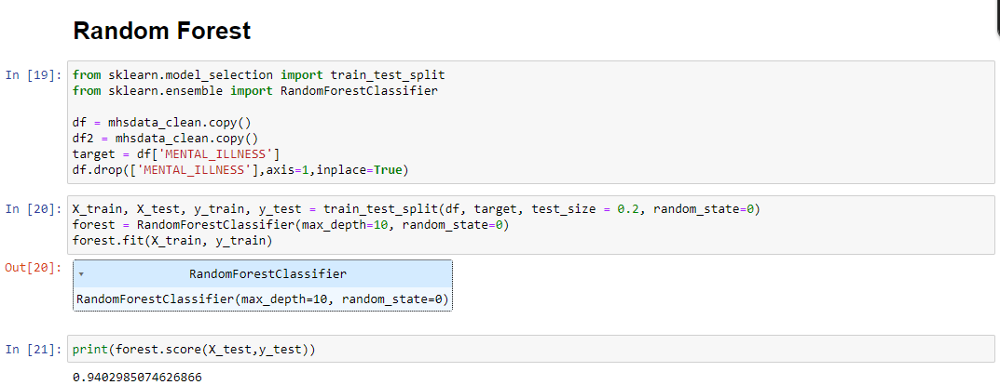 Random Forest
In [19]:
from sklearn.model_selection import train_test_split
from sklearn.ensemble import RandomForestClassifier
df = mhsdata_clean.copy()
df2 = mhsdata_clean.copy()
target = df['MENTAL_ILLNESS']
df.drop(['MENTAL_ILLNESS'],axis=1,inplace=True)
In [20]:
X_train, X_test, y_train, y_test = train_test_split(df, target, test_size = 0.2, random_state=0)
forest = RandomForestClassifier(max_depth=10, random_state=0)
forest.fit(X_train, y_train)
Out[20]:
RandomForestClassifier
RandomForestClassifier(max_depth=10, random_state=0)
In [21]:
print(forest.score(X_test,y_test))
0.9402985074626866